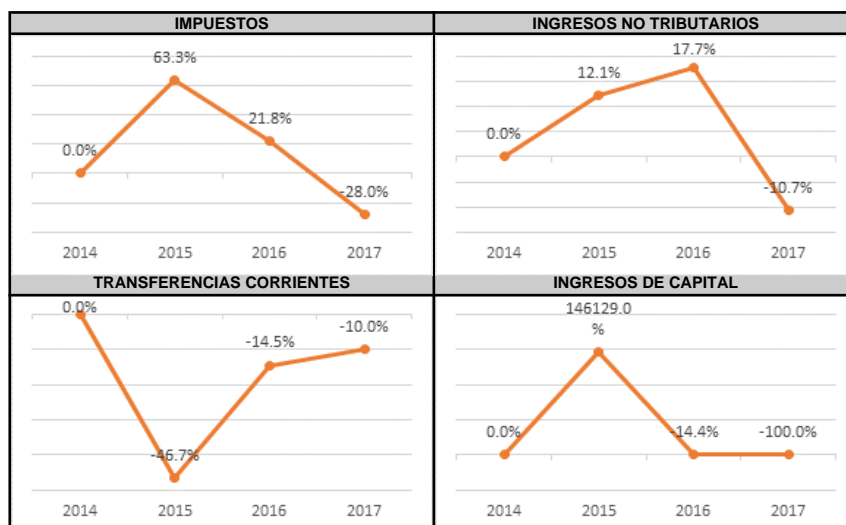 IMPUESTOS
63.3%
21.8%
0.0%
-28.0%
2014 2015 2016 2017
INGRESOS NO TRIBUTARIOS
17.7%
12.1%
0.0%
-10.7%
2014 2015 2016 2017
TRANSFERENCIAS CORRIENTES
0.0%
-10.0%
-14.5%
-46.7%
2014 2015 2016 2017
INGRESOS DE CAPITAL
146129.0
%
0.0% -14.4% -100.0%
2014 2015 2016 2017